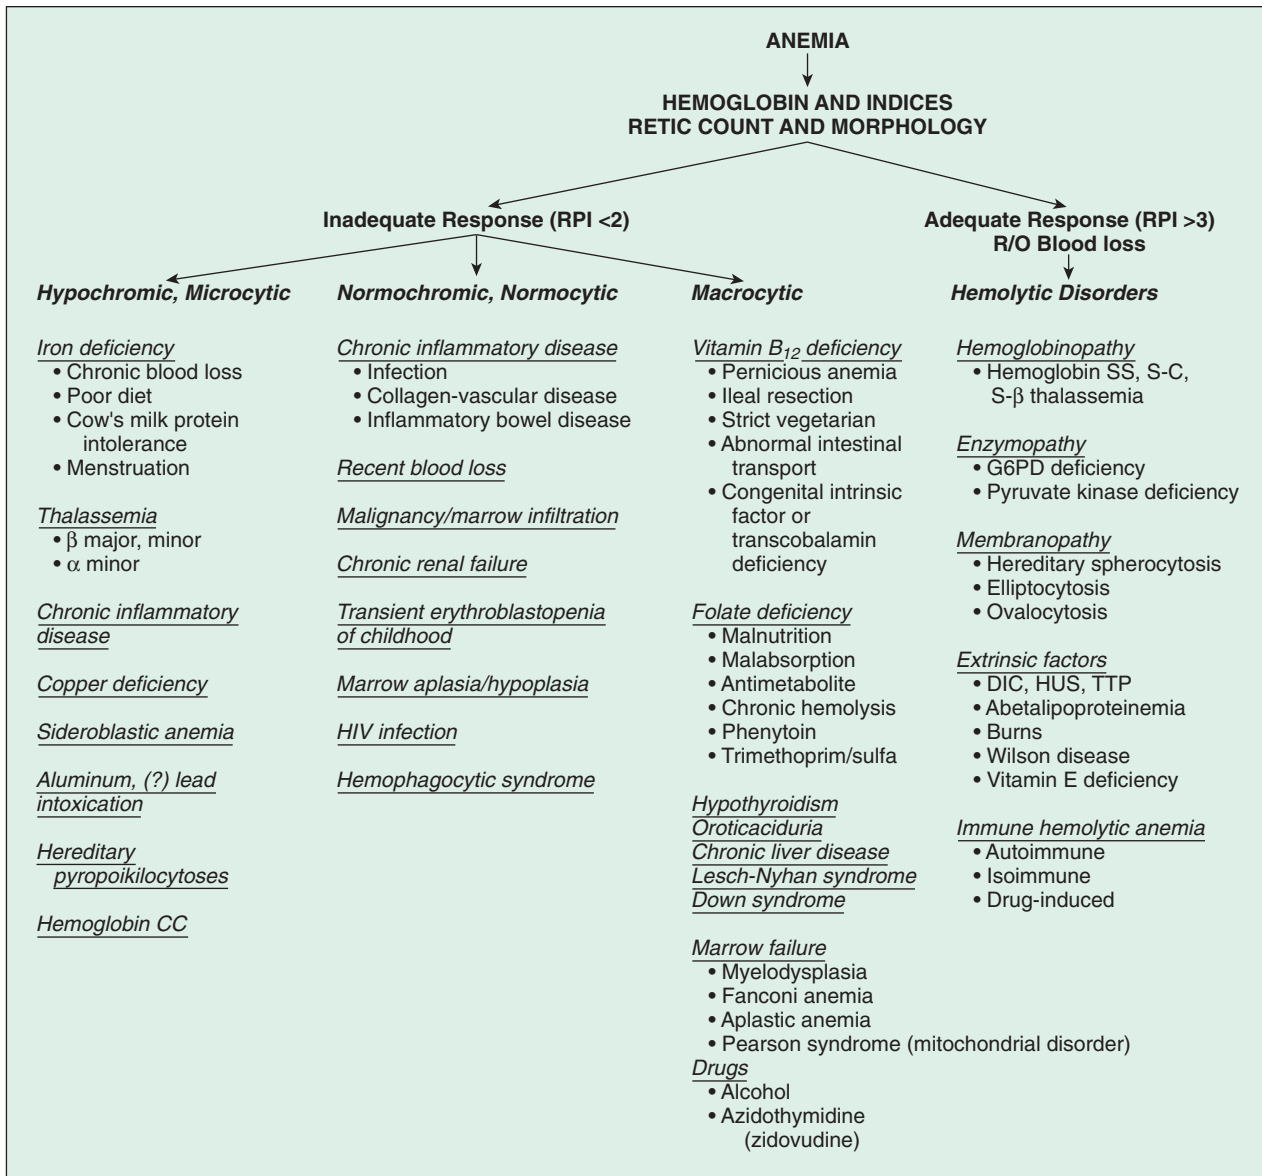 ANEMIA
HEMOGLOBIN AND INDICES
RETIC COUNT AND MORPHOLOGY
Inadequate Response (RPI <2)
Adequate Response (RPI >3)
R/O Blood loss
Hypochromic, Microcytic
Iron deficiency
• Chronic blood loss
• Poor diet
• Cow's milk protein
intolerance
• Menstruation
Thalassemia
• β major, minor
• α minor
Chronic inflammatory
disease
Copper deficiency
Sideroblastic anemia
Aluminum, (?) lead
intoxication
Hereditary
pyropoikilocytoses
Hemoglobin CC
Normochromic, Normocytic
Chronic inflammatory disease
• Infection
• Collagen-vascular disease
• Inflammatory bowel disease
Recent blood loss
Malignancy/marrow infiltration
Chronic renal failure
Transient erythroblastopenia
of childhood
Marrow aplasia/hypoplasia
HIV infection
Hemophagocytic syndrome
Macrocytic
Vitamin B12 deficiency
• Pernicious anemia
• Ileal resection
• Strict vegetarian
• Abnormal intestinal
transport
• Congenital intrinsic
factor or
transcobalamin
deficiency
Folate deficiency
• Malnutrition
• Malabsorption
• Antimetabolite
• Chronic hemolysis
• Phenytoin
• Trimethoprim/sulfa
Hypothyroidism
Oroticaciduria
Chronic liver disease
Lesch-Nyhan syndrome
Down syndrome
Marrow failure
• Myelodysplasia
• Fanconi anemia
• Aplastic anemia
• Pearson syndrome (mitochondrial disorder)
Drugs
• Alcohol
• Azidothymidine
(zidovudine)
Hemolytic Disorders
Hemoglobinopathy
• Hemoglobin SS, S-C,
S-β thalassemia
Enzymopathy
• G6PD deficiency
• Pyruvate kinase deficiency
Membranopathy
• Hereditary spherocytosis
• Elliptocytosis
• Ovalocytosis
Extrinsic factors
• DIC, HUS, TTP
• Abetalipoproteinemia
• Burns
• Wilson disease
• Vitamin E deficiency
Immune hemolytic anemia
• Autoimmune
• Isoimmune
• Drug-induced